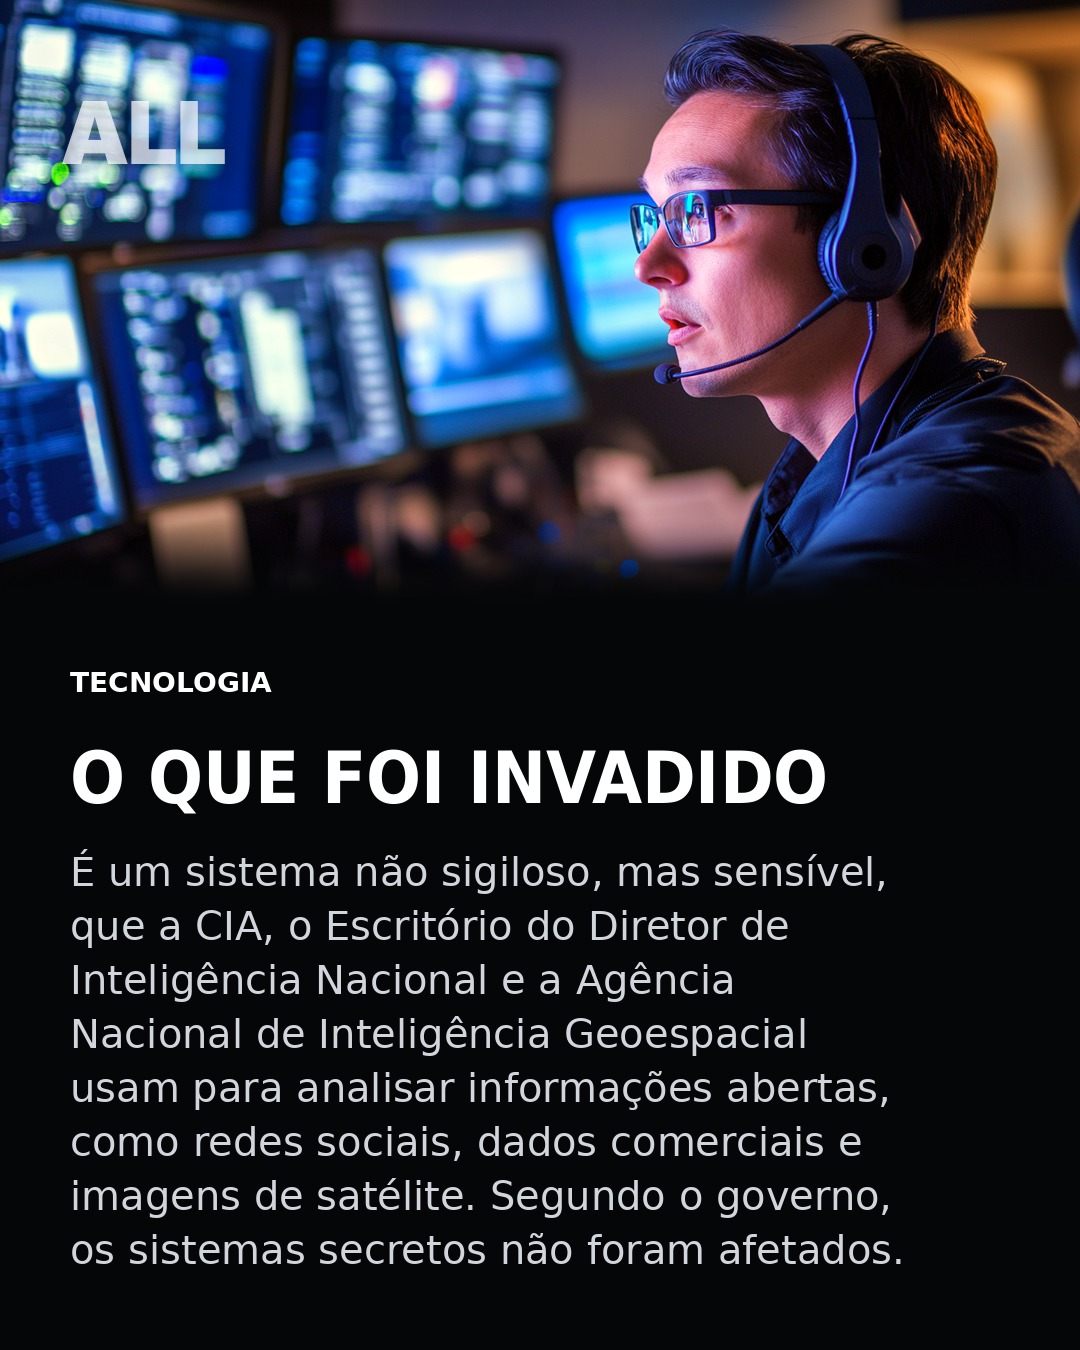 ALL
TECNOLOGIA
O QUE FOI INVADIDO
É um sistema não sigiloso, mas sensível,
que a CIA, o Escritório do Diretor de
Inteligência Nacional e a Agência
Nacional de Inteligência Geoespacial
usam para analisar informações abertas,
como redes sociais, dados comerciais e
imagens de satélite. Segundo o governo,
os sistemas secretos não foram afetados.